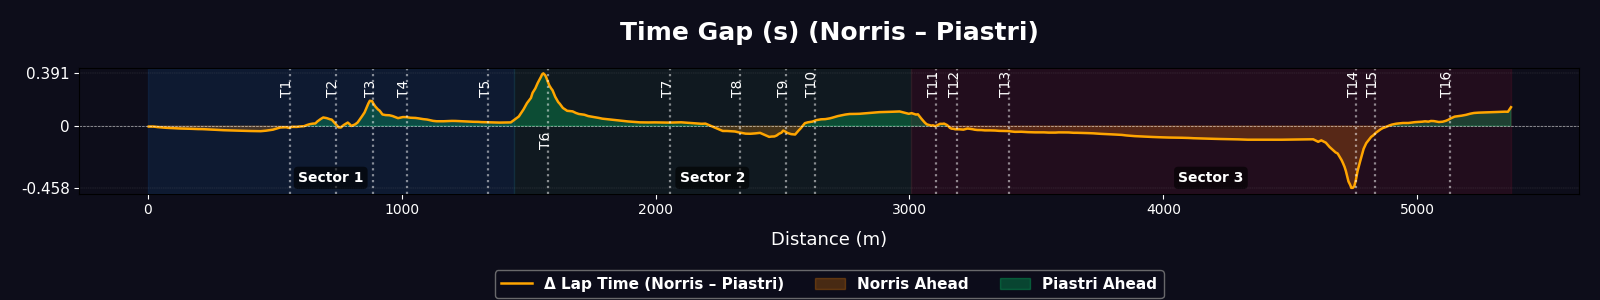 Time Gap (s) (Norris – Piastri)
0.391
0
-0.458
T1
T2
T3
T4
T5
T6
T7
T8
T9
T10
T11
T12
T13
T14
T15
T16
Sector 1
Sector 2
Sector 3
0 1000 2000 3000 4000 5000
Distance (m)
Δ Lap Time (Norris – Piastri) Norris Ahead Piastri Ahead